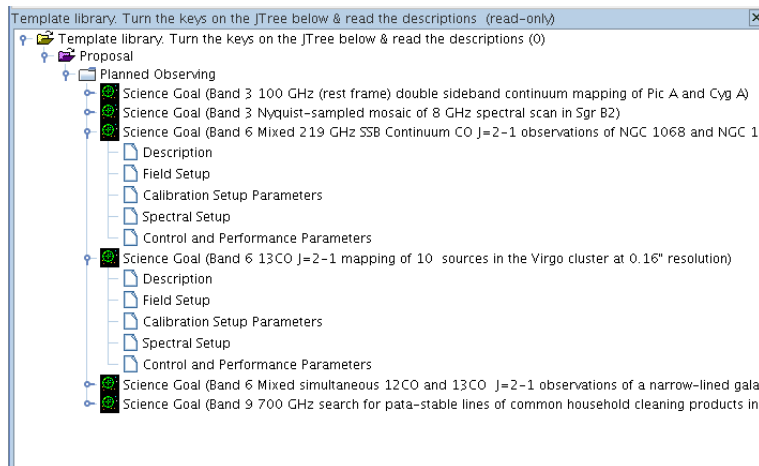 Template library. Turn the keys on the JTree below & read the descriptions (read-only)
Template library. Turn the keys on the JTree below & read the descriptions (0)
Proposal
Planned Observing
Science Goal (Band 3 100 GHz (rest frame) double sideband continuum mapping of Pic A and Cyg A)
Science Goal (Band 3 Nyquist-sampled mosaic of 8 GHz spectral scan in Sgr B2)
Science Goal (Band 6 Mixed 219 GHz SSB Continuum CO J=2-1 observations of NGC 1068 and NGC 1
Description
Field Setup
Calibration Setup Parameters
Spectral Setup
Control and Performance Parameters
Science Goal (Band 6 13CO J=2-1 mapping of 10 sources in the Virgo cluster at 0.16" resolution)
Description
Field Setup
Calibration Setup Parameters
Spectral Setup
Control and Performance Parameters
Science Goal (Band 6 Mixed simultaneous 12CO and 13CO J=2-1 observations of a narrow-lined gala
Science Goal (Band 9 700 GHz search for pata-stable lines of common household cleaning products in